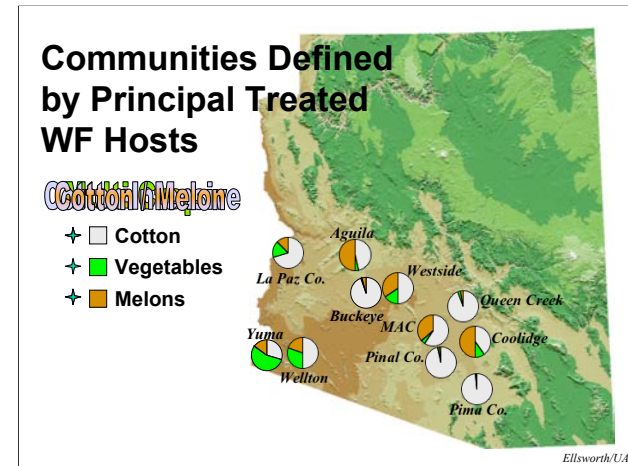 Communities Defined
by Principal Treated
WF Hosts
Cotton
Vegetables
Melons
Aguila
La Paz Co.
Westside
Buckeye
Queen Creek
MAC
Yuma
Coolidge
Pinal Co.
Wellton
Pima Co.
Ellsworth/UA